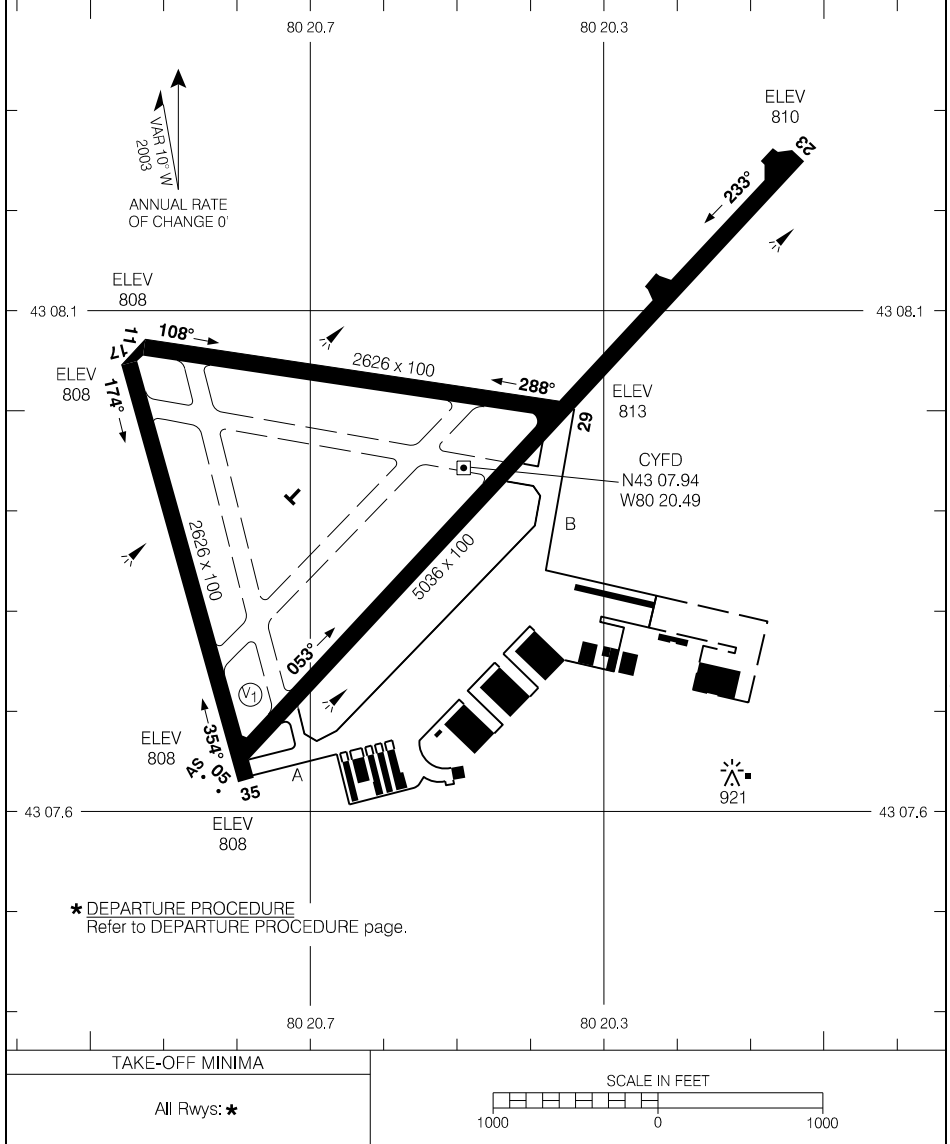 80 20.7
80 20.3
ELEV
810
23
VAR 10° W
2003
233°
ANNUAL RATE
OF CHANGE 0'
ELEV
808
43 08.1
43 08.1
11
108°
17
2626 x 100
ELEV
808
174°
288°
ELEV
813
29
CYFD
N43 07.94
W80 20.49
B
2626 x 100
5036 x 100
053°
V1
354°
ELEV
808
AS
05
35
A
921
43 07.6
43 07.6
ELEV
808
* DEPARTURE PROCEDURE
Refer to DEPARTURE PROCEDURE page.
80 20.7
80 20.3
TAKE-OFF MINIMA
All Rwys: *
SCALE IN FEET
1000
0
1000